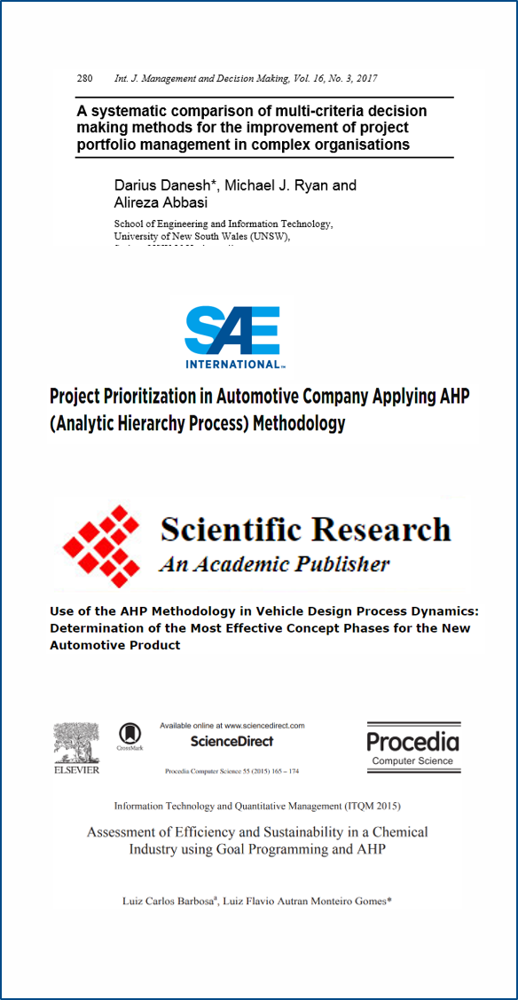 280 Int. J. Management and Decision Making, Vol. 16, No. 3, 2017
A systematic comparison of multi-criteria decision
making methods for the improvement of project
portfolio management in complex organisations
Darius Danesh*, Michael J. Ryan and
Alireza Abbasi
School of Engineering and Information Technology,
University of New South Wales (UNSW),
SAE
INTERNATIONAL™
Project Prioritization in Automotive Company Applying AHP
(Analytic Hierarchy Process) Methodology
Scientific Research
An Academic Publisher
Use of the AHP Methodology in Vehicle Design Process Dynamics:
Determination of the Most Effective Concept Phases for the New
Automotive Product
ELSEVIER
CrossMark
Available online at www.sciencedirect.com
ScienceDirect
Procedia Computer Science 55 (2015) 165 – 174
Procedia
Computer Science
Information Technology and Quantitative Management (ITQM 2015)
Assessment of Efficiency and Sustainability in a Chemical
Industry using Goal Programming and AHP
Luiz Carlos Barbosaª, Luiz Flavio Autran Monteiro Gomes*